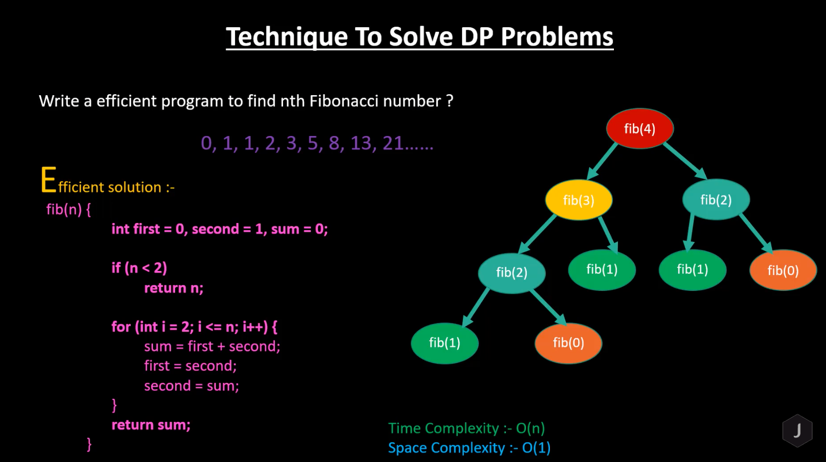 Technique To Solve DP Problems
Write a efficient program to find nth Fibonacci number ?
0, 1, 1, 2, 3, 5, 8, 13, 21......
Efficient solution :-
fib(n) {
int first = 0, second = 1, sum = 0;
if (n < 2)
return n;
for (int i = 2; i <= n; i++) {
sum = first + second;
first = second;
second = sum;
}
return sum;
}
fib(4)
fib(3)
fib(2)
fib(2)
fib(1)
fib(1)
fib(0)
fib(1)
fib(0)
Time Complexity :- O(n)
Space Complexity :- O(1)
J